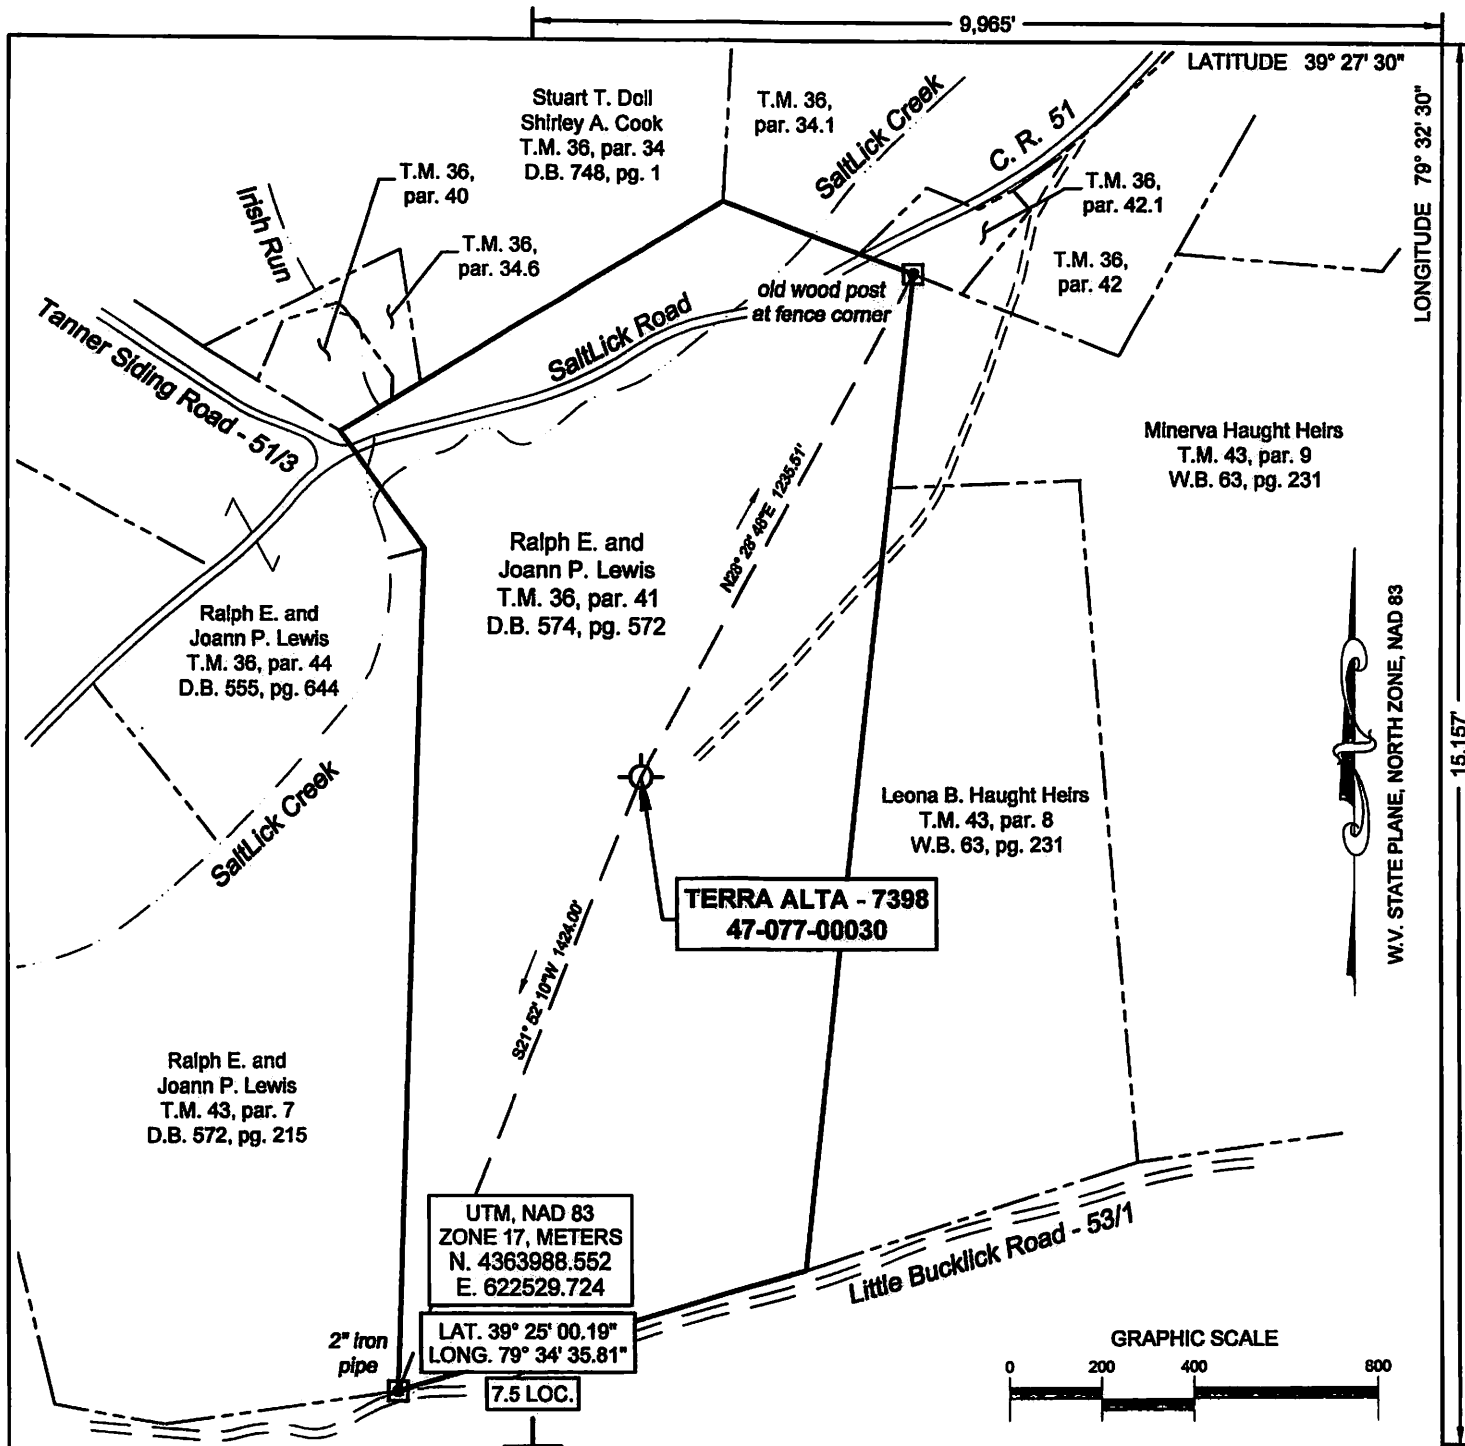 9,965'
LATITUDE 39° 27' 30"
LONGITUDE 79° 32' 30"
Stuart T. Doll
Shirley A. Cook
T.M. 36, par. 34
D.B. 748, pg. 1
T.M. 36,
par. 34.1
SaltLick Creek
C. R. 51
T.M. 36,
par. 40
Irish Run
T.M. 36,
par. 34.6
T.M. 36,
par. 42.1
T.M. 36,
par. 42
old wood post
at fence corner
Tanner Siding Road - 51/3
SaltLick Road
Minerva Haught Heirs
T.M. 43, par. 9
W.B. 63, pg. 231
N28° 28' 48"E 1235.51'
Ralph E. and
Joann P. Lewis
T.M. 36, par. 41
D.B. 574, pg. 572
Ralph E. and
Joann P. Lewis
T.M. 36, par. 44
D.B. 555, pg. 644
W.V. STATE PLANE, NORTH ZONE, NAD 83
15,157'
SaltLick Creek
Leona B. Haught Heirs
T.M. 43, par. 8
W.B. 63, pg. 231
TERRA ALTA - 7398
47-077-00030
S21° 52' 10"W 1424.00'
Ralph E. and
Joann P. Lewis
T.M. 43, par. 7
D.B. 572, pg. 215
UTM, NAD 83
ZONE 17, METERS
N. 4363988.552
E. 622529.724
Little Bucklick Road - 53/1
LAT. 39° 25' 00.19"
LONG. 79° 34' 35.81"
2" iron
pipe
7.5 LOC.
GRAPHIC SCALE
0 200 400 800